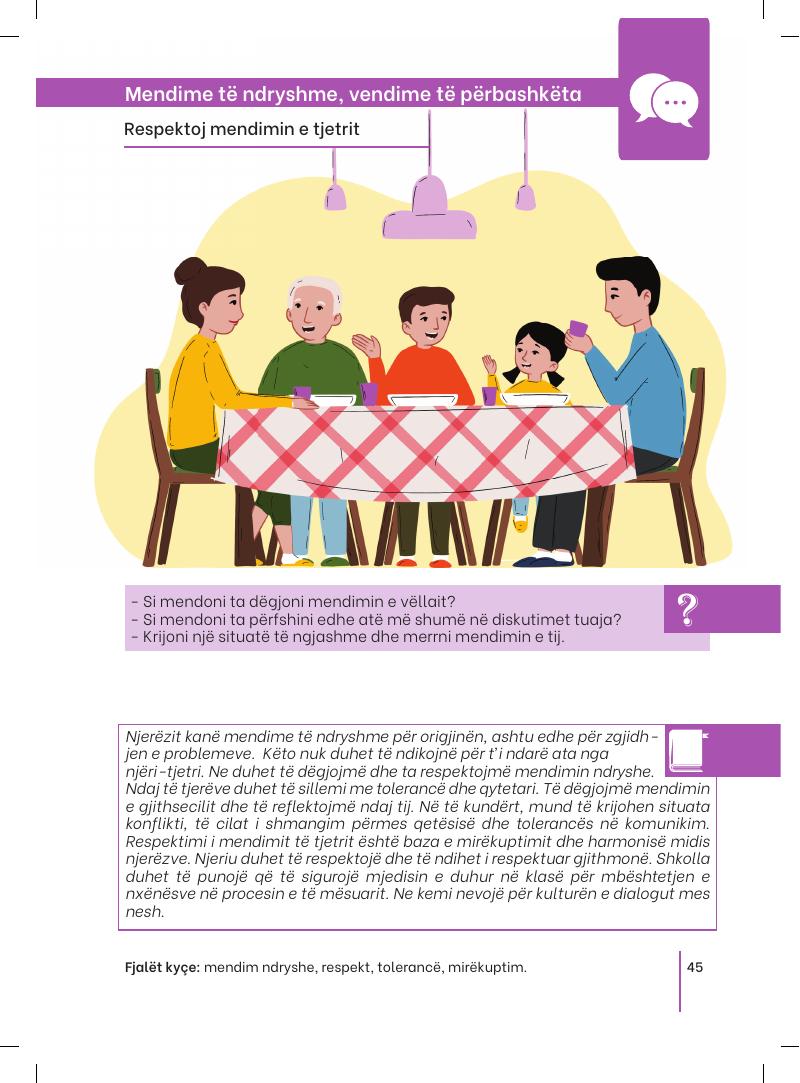 Mendime të ndryshme, vendime të përbashkëta
Respektoj mendimin e tjetrit
- Si mendoni ta dëgjoni mendimin e vëllait?
- Si mendoni ta përfshini edhe atë më shumë në diskutimet tuaja?
- Krijoni një situatë të ngjashme dhe merrni mendimin e tij.
?
Njerëzit kanë mendime të ndryshme për origjinën, ashtu edhe për zgjidh-
jen e problemeve. Këto nuk duhet të ndikojnë për t’i ndarë ata nga
njëri-tjetri. Ne duhet të dëgjojmë dhe ta respektojmë mendimin ndryshe.
Ndaj të tjerëve duhet të sillemi me tolerancë dhe qytetari. Të dëgjojmë mendimin
e gjithsecilit dhe të reflektojmë ndaj tij. Në të kundërt, mund të krijohen situata
konflikti, të cilat i shmangim përmes qetësisë dhe tolerancës në komunikim.
Respektimi i mendimit të tjetrit është baza e mirëkuptimit dhe harmonisë midis
njerëzve. Njeriu duhet të respektojë dhe të ndihet i respektuar gjithmonë. Shkolla
duhet të punojë që të sigurojë mjedisin e duhur në klasë për mbështetjen e
nxënësve në procesin e të mësuarit. Ne kemi nevojë për kulturën e dialogut mes
nesh.
Fjalët kyçe: mendim ndryshe, respekt, tolerancë, mirëkuptim.
45